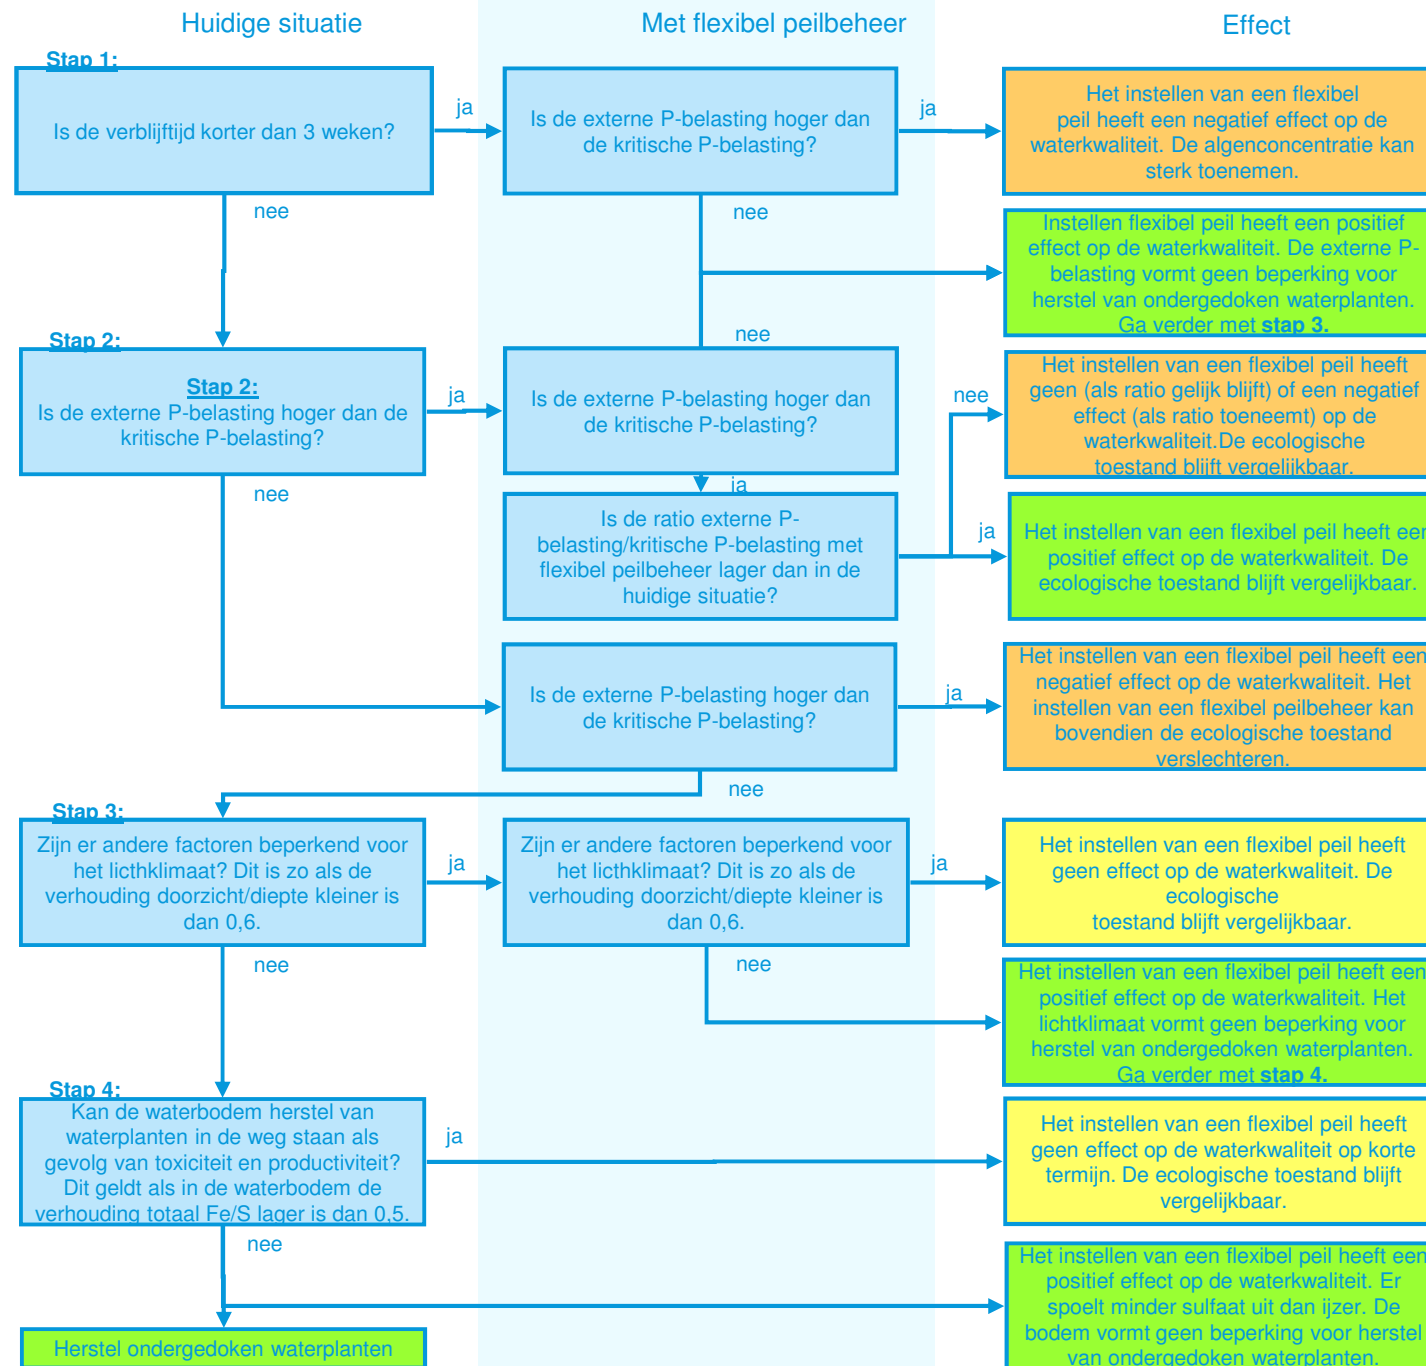 Huidige situatie
Met flexibel peilbeheer
Effect
Stap 1:
Is de verblijftijd korter dan 3 weken?
ja
nee
Is de externe P-belasting hoger dan
de kritische P-belasting?
ja
nee
Het instellen van een flexibel
peil heeft een negatief effect op de
waterkwaliteit. De algenconcentratie kan
sterk toenemen.
Instellen flexibel peil heeft een positief
effect op de waterkwaliteit. De externe P-
belasting vormt geen beperking voor
herstel van ondergedoken waterplanten.
Ga verder met stap 3.
Stap 2:
Stap 2:
Is de externe P-belasting hoger dan de
kritische P-belasting?
ja
nee
nee
Is de externe P-belasting hoger dan
de kritische P-belasting?
ja
Is de ratio externe P-
belasting/kritische P-belasting met
flexibel peilbeheer lager dan in de
huidige situatie?
nee
Het instellen van een flexibel peil heeft
geen (als ratio gelijk blijft) of een negatief
effect (als ratio toeneemt) op de
waterkwaliteit.De ecologische
toestand blijft vergelijkbaar.
ja
Het instellen van een flexibel peil heeft een
positief effect op de waterkwaliteit. De
ecologische toestand blijft vergelijkbaar.
Is de externe P-belasting hoger dan
de kritische P-belasting?
ja
nee
Het instellen van een flexibel peil heeft een
negatief effect op de waterkwaliteit. Het
instellen van een flexibel peilbeheer kan
bovendien de ecologische toestand
verslechteren.
Stap 3:
Zijn er andere factoren beperkend voor
het licthklimaat? Dit is zo als de
verhouding doorzicht/diepte kleiner is
dan 0,6.
ja
nee
Zijn er andere factoren beperkend voor
het licthklimaat? Dit is zo als de
verhouding doorzicht/diepte kleiner is
dan 0,6.
ja
nee
Het instellen van een flexibel peil heeft
geen effect op de waterkwaliteit. De
ecologische
toestand blijft vergelijkbaar.
Het instellen van een flexibel peil heeft een
positief effect op de waterkwaliteit. Het
lichtklimaat vormt geen beperking voor
herstel van ondergedoken waterplanten.
Ga verder met stap 4.
Stap 4:
Kan de waterbodem herstel van
waterplanten in de weg staan als
gevolg van toxiciteit en productiviteit?
Dit geldt als in de waterbodem de
verhouding totaal Fe/S lager is dan 0,5.
ja
nee
Het instellen van een flexibel peil heeft
geen effect op de waterkwaliteit op korte
termijn. De ecologische toestand blijft
vergelijkbaar.
Het instellen van een flexibel peil heeft een
positief effect op de waterkwaliteit. Er
spoelt minder sulfaat uit dan ijzer. De
bodem vormt geen beperking voor herstel
van ondergedoken waterplanten.
Herstel ondergedoken waterplanten